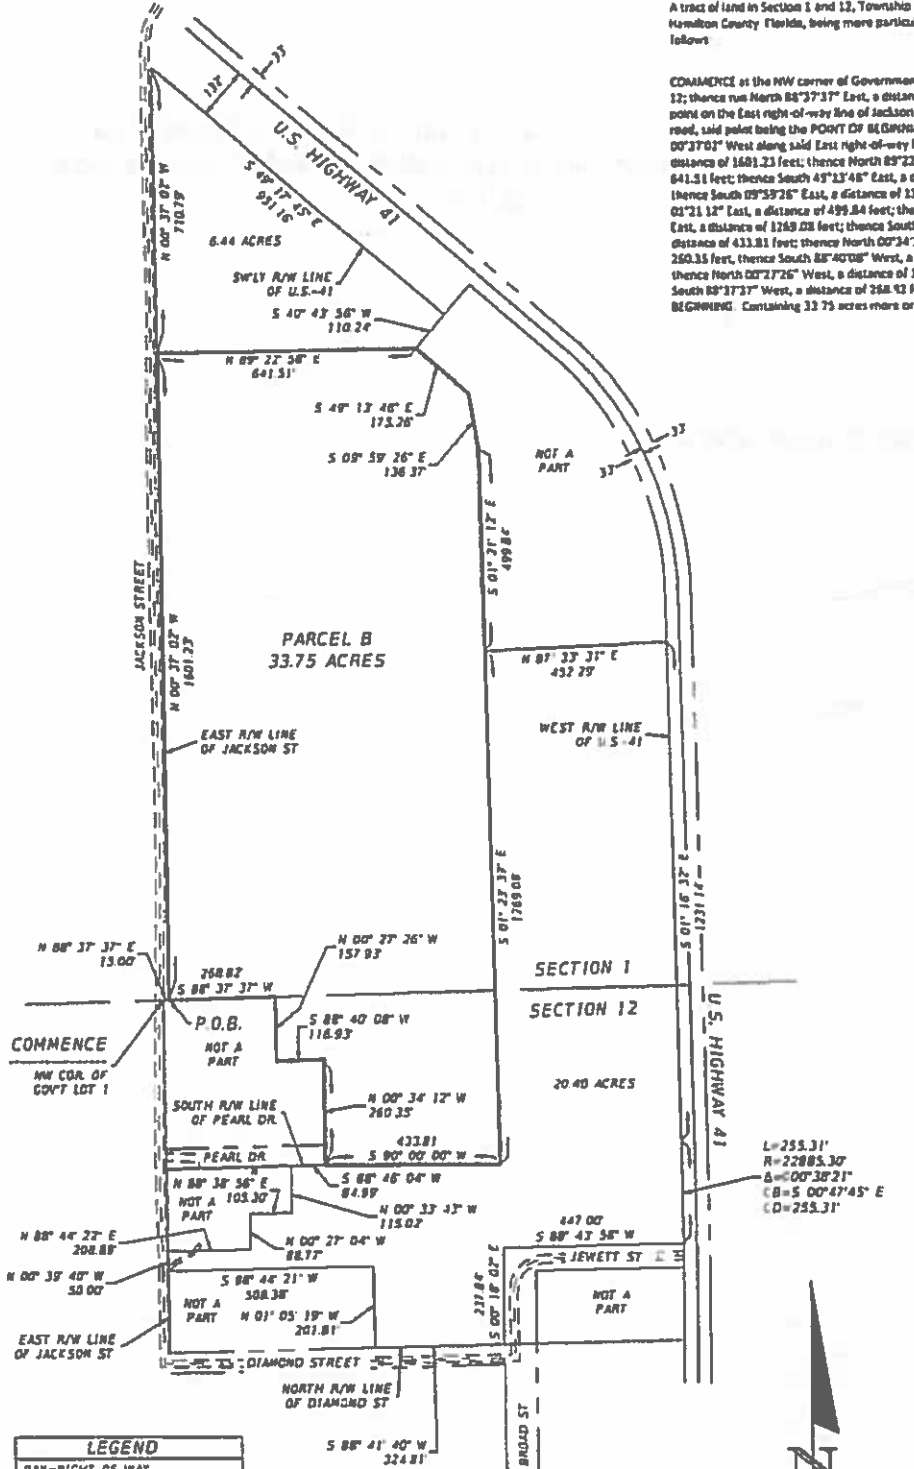 A tract of land in Section 1 and 12, Township
Hamilton County Florida, being more particu
follows
COMMENCE at the NW corner of Governmen
12; thence run North 88°37'37" East, a distan
point on the East right-of-way line of Jackson
road, said point being the POINT OF BEGINN
00°37'02" West along said East right-of-way
distance of 1601.23 feet; thence North 89°22
641.51 feet; thence South 49°13'46" East, a d
thence South 09°59'26" East, a distance of 13
01°21'12" East, a distance of 499.84 feet; the
East, a distance of 1269.08 feet; thence South
distance of 433.81 feet; thence North 00°34'
260.35 feet, thence South 88°40'08" West, a
thence North 00°27'26" West, a distance of 1
South 88°37'37" West, a distance of 268.92 f
BEGINNING. Containing 33.75 acres more or
33'
132'
U.S. HIGHWAY 41
S 49° 17' 45" E
951.16'
N 00° 37' 02" W
710.79'
6.44 ACRES
SWLY R/W LINE
OF U.S.-41
S 40° 43' 56" W
110.24'
N 89° 22' 58" E
641.51'
S 49° 13' 46" E
175.26'
S 09° 59' 26" E
136.37'
NOT A
PART
33'
33'
S 01° 21' 12" E
499.84'
JACKSON STREET
N 00° 37' 02" W
1601.23'
PARCEL B
33.75 ACRES
N 87° 33' 37" E
452.29'
EAST R/W LINE
OF JACKSON ST
WEST R/W LINE
OF U.S-41
S 01° 23' 37" E
1269.08'
S 01° 16' 32" E
N 88° 37' 37" E
15.00'
N 00° 27' 26" W
157.93'
268.82'
S 88° 37' 37" W
SECTION 1
SECTION 12
P.O.B.
COMMENCE
NW COR. OF
GOV'T LOT 1
NOT A
PART
S 88° 40' 08" W
116.93'
20.40 ACRES
U.S. HIGHWAY 41
SOUTH R/W LINE
OF PEARL DR.
N 00° 34' 12" W
260.35'
433.81
S 90° 00' 00" W
PEARL DR.
S 88° 46' 04" W
84.99'
L=255.31'
R=22885.30'
Δ=000°38'21"
CB=S 00°47'45" E
CD=255.31'
N 88° 38' 56" E
105.30'
NOT A
PART
N 00° 33' 43" W
115.02'
N 88° 44' 22" E
208.88'
N 00° 27' 04" W
88.77'
447.00'
S 88° 43' 58" W
N 00° 39' 40" W
50.00'
S 88° 44' 21" W
508.38'
S 00° 18' 02" E
237.84'
JEWETT ST
NOT A
PART
NOT A
PART
N 01° 05' 19" W
201.81'
EAST R/W LINE
OF JACKSON ST
DIAMOND STREET
NORTH R/W LINE
OF DIAMOND ST
S 88° 41' 40" W
324.81'
BROAD ST
LEGEND
R/W=RIGHT OF WAY
N